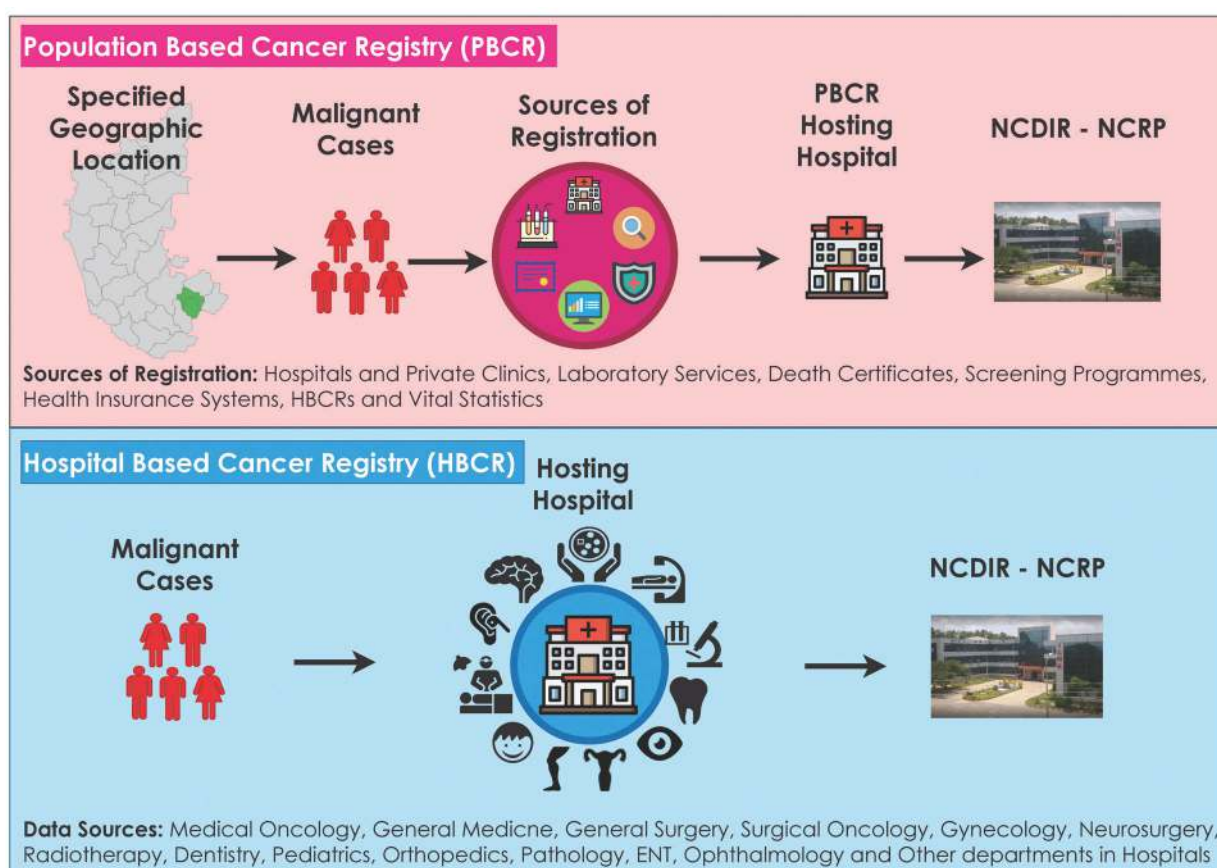 Population Based Cancer Registry (PBCR)
Specified
Geographic
Location
Malignant
Cases
Sources of
Registration
PBCR
Hosting
Hospital
NCDIR - NCRP
Sources of Registration: Hospitals and Private Clinics, Laboratory Services, Death Certificates, Screening Programmes,
Health Insurance Systems, HBCRs and Vital Statistics
Hospital Based Cancer Registry (HBCR)
Hosting
Hospital
Malignant
Cases
NCDIR - NCRP
Data Sources: Medical Oncology, General Medicne, General Surgery, Surgical Oncology, Gynecology, Neurosurgery,
Radiotherapy, Dentistry, Pediatrics, Orthopedics, Pathology, ENT, Ophthalmology and Other departments in Hospitals